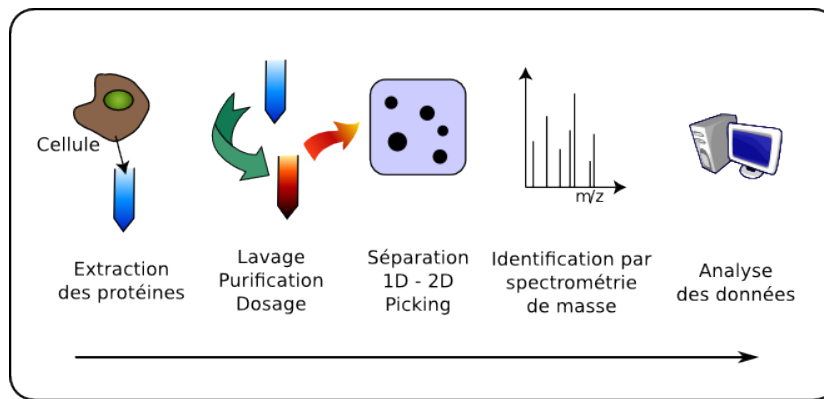 Cellule
Extraction
des protéines
Lavage
Purification
Dosage
Séparation
1D - 2D
Picking
m/z
Identification par
spectrométrie
de masse
Analyse
des données